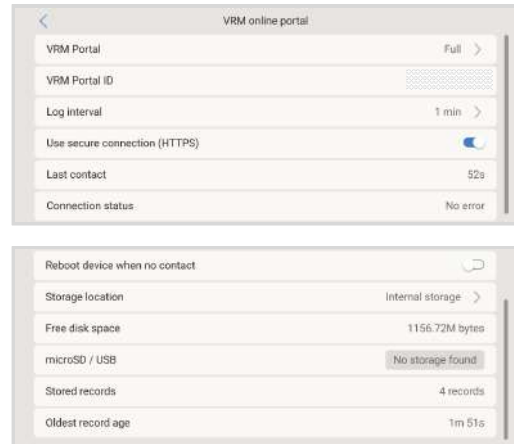 VRM online portal
VRM Portal Full
VRM Portal ID
Log interval 1 min
Use secure connection (HTTPS)
Last contact 52s
Connection status No error
Reboot device when no contact
Storage location Internal storage
Free disk space 1156.72M bytes
microSD / USB No storage found
Stored records 4 records
Oldest record age 1m 51s